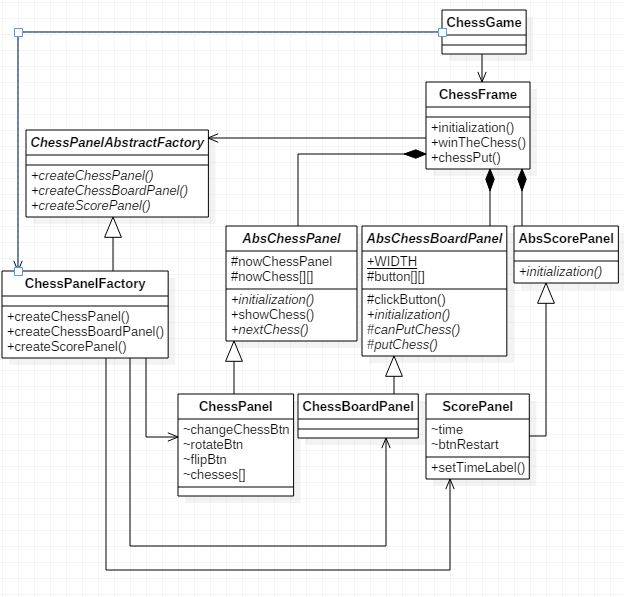 ChessGame
ChessFrame
+initialization()
+winTheChess()
+chessPut()
ChessPanelAbstractFactory
+createChessPanel()
+createChessBoardPanel()
+createScorePanel()
AbsChessPanel
#nowChessPanel
#nowChess[][]
+initialization()
+showChess()
+nextChess()
AbsChessBoardPanel
+WIDTH
#button[][]
#clickButton()
+initialization()
#canPutChess()
#putChess()
AbsScorePanel
+initialization()
ChessPanelFactory
+createChessPanel()
+createChessBoardPanel()
+createScorePanel()
ChessPanel
~changeChessBtn
~rotateBtn
~flipBtn
~chesses[]
ChessBoardPanel
ScorePanel
~time
~btnRestart
+setTimeLabel()